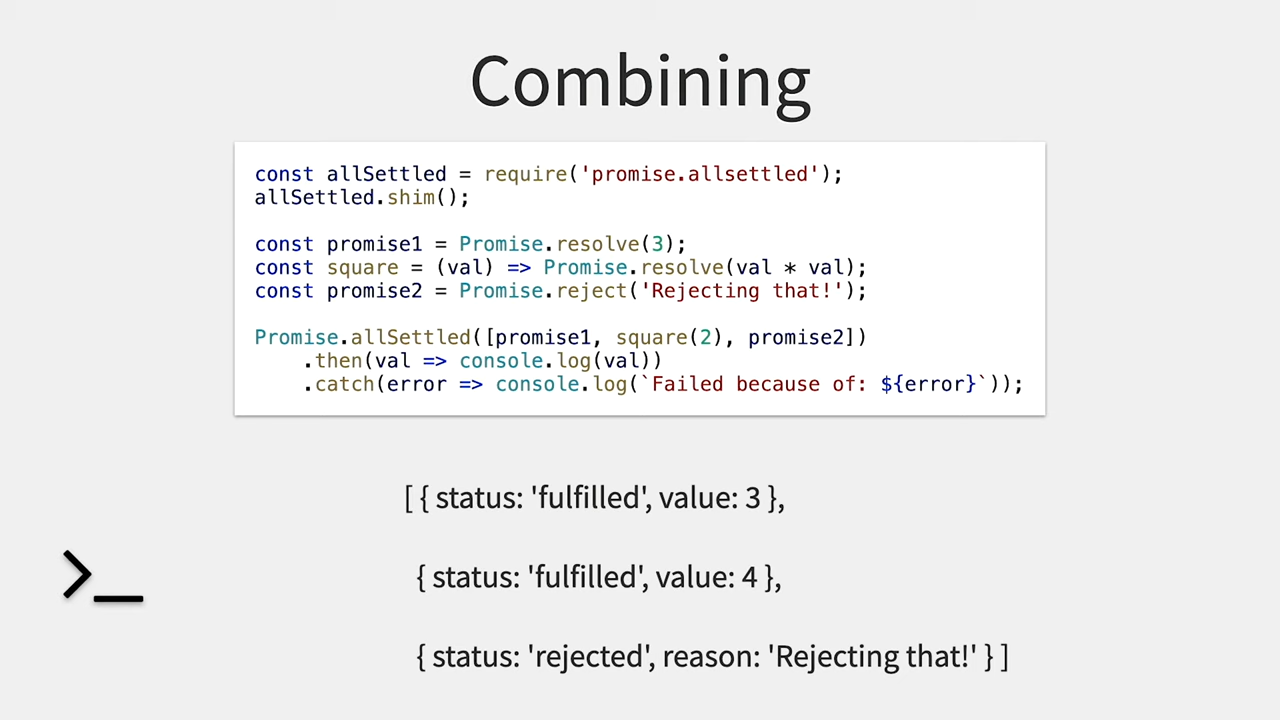 Combining
const allSettled = require('promise.allsettled');
allSettled.shim();
const promise1 = Promise.resolve(3);
const square = (val) => Promise.resolve(val * val);
const promise2 = Promise.reject('Rejecting that!');
Promise.allSettled([promise1, square(2), promise2])
.then(val => console.log(val))
.catch(error => console.log(`Failed because of: ${error}`));
[ { status: 'fulfilled', value: 3 },
{ status: 'fulfilled', value: 4 },
>_
{ status: 'rejected', reason: 'Rejecting that!' } ]